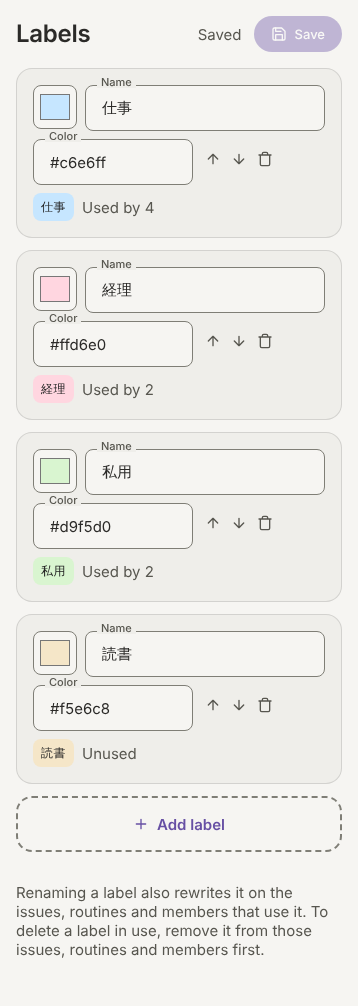 Labels
Saved
Save
Name
仕事
Color
#c6e6ff
仕事 Used by 4
Name
経理
Color
#ffd6e0
経理 Used by 2
Name
私用
Color
#d9f5d0
私用 Used by 2
Name
読書
Color
#f5e6c8
読書 Unused
+ Add label
Renaming a label also rewrites it on the
issues, routines and members that use it. To
delete a label in use, remove it from those
issues, routines and members first.